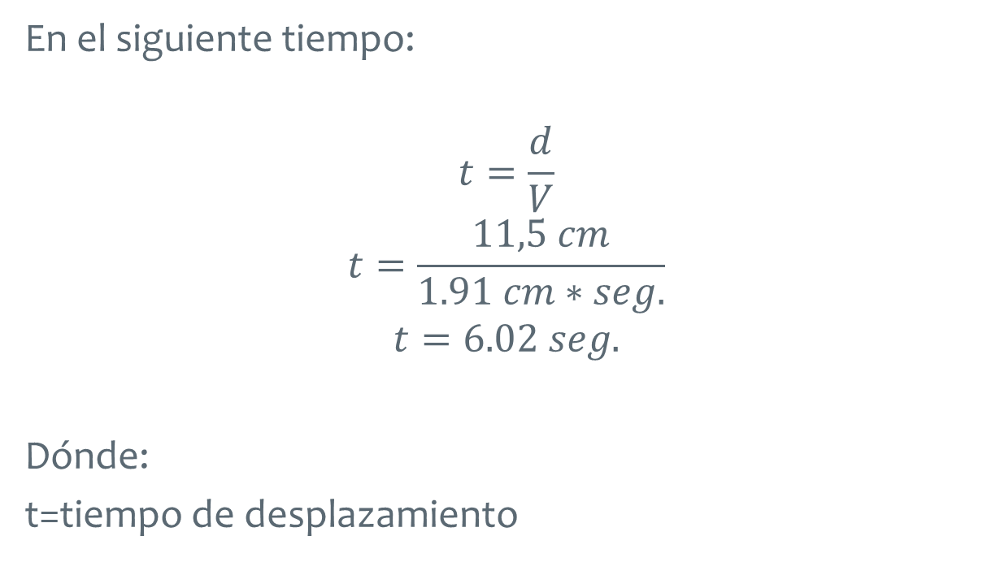 En el siguiente tiempo:
t = d/V
t = 11,5 cm / 1.91 cm * seg.
t = 6.02 seg.
Dónde:
t=tiempo de desplazamiento